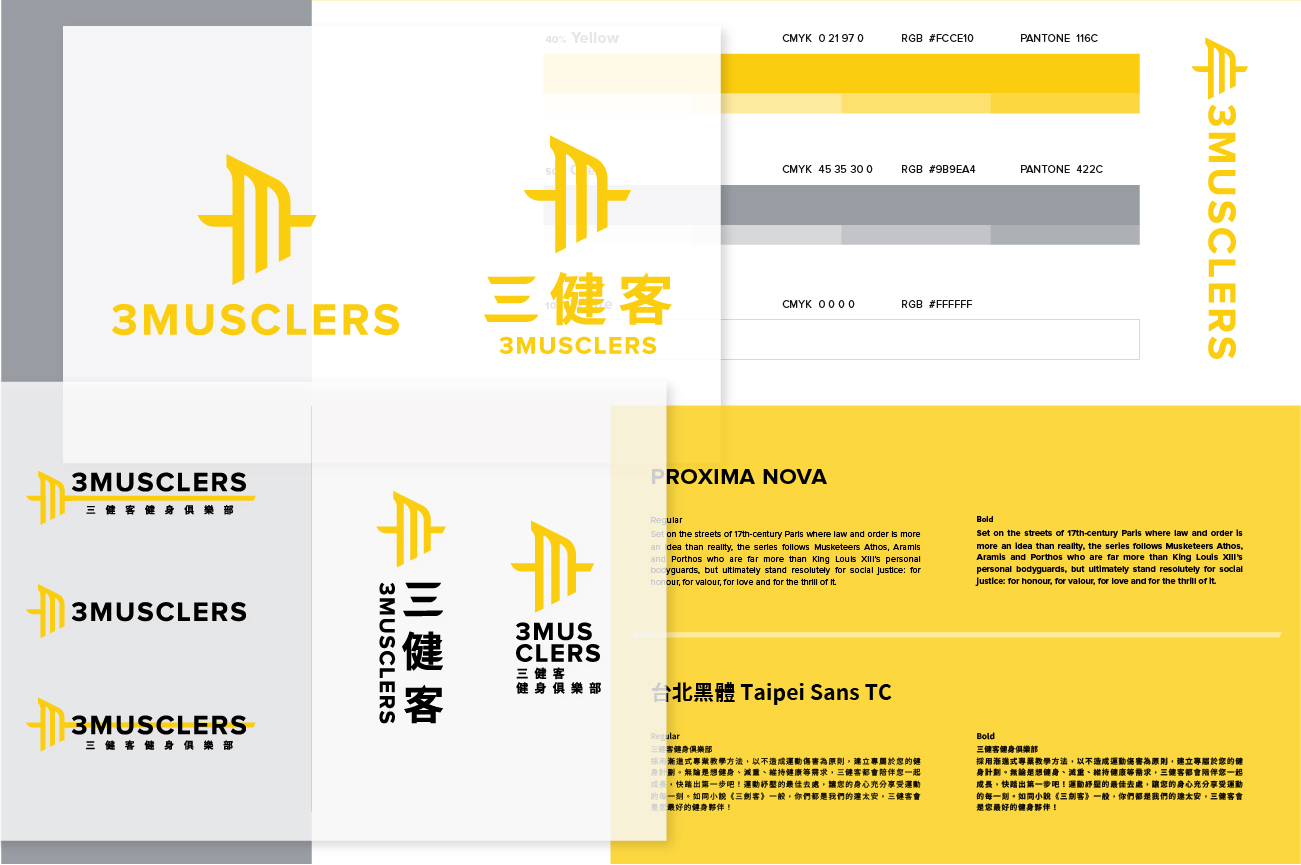 40% Yellow
CMYK 0 21 97 0 RGB #FCCE10 PANTONE 116C
CMYK 45 35 30 0 RGB #9B9EA4 PANTONE 422C
CMYK 0 0 0 0 RGB #FFFFFF
3MUSCLERS
3MUSCLERS
三健客
3MUSCLERS
3MUSCLERS
三健客健身俱樂部
3MUSCLERS
3MUSCLERS
三健客健身俱樂部
三健客
3MUSCLERS
3MUS
CLERS
三健客
健身俱樂部
PROXIMA NOVA
Regular
Set on the streets of 17th-century Paris where law and order is more
an idea than reality, the series follows Musketeers Athos, Aramis
and Porthos who are far more than King Louis XIII's personal
bodyguards, but ultimately stand resolutely for social justice: for
honour, for valour, for love and for the thrill of it.
Bold
Set on the streets of 17th-century Paris where law and order is
more an idea than reality, the series follows Musketeers Athos,
Aramis and Porthos who are far more than King Louis XIII's
personal bodyguards, but ultimately stand resolutely for social
justice: for honour, for valour, for love and for the thrill of it.
台北黑體 Taipei Sans TC
Regular
三健客健身俱樂部
採用漸進式專業教學方法，以不造成運動傷害為原則，建立專屬於您的健
身計劃。無論是想健身、減重、維持健康等需求，三健客都會陪伴您一起
成長，快踏出第一步吧！運動紓壓的最佳去處，讓您的身心充分享受運動
的每一刻。如同小說《三劍客》一般，你們都是我們的達太安，三健客會
是您最好的健身夥伴！
Bold
三健客健身俱樂部
採用漸進式專業教學方法，以不造成運動傷害為原則，建立專屬於您的健
身計劃。無論是想健身、減重、維持健康等需求，三健客都會陪伴您一起
成長，快踏出第一步吧！運動紓壓的最佳去處，讓您的身心充分享受運動
的每一刻。如同小說《三劍客》一般，你們都是我們的達太安，三健客會
是您最好的健身夥伴！